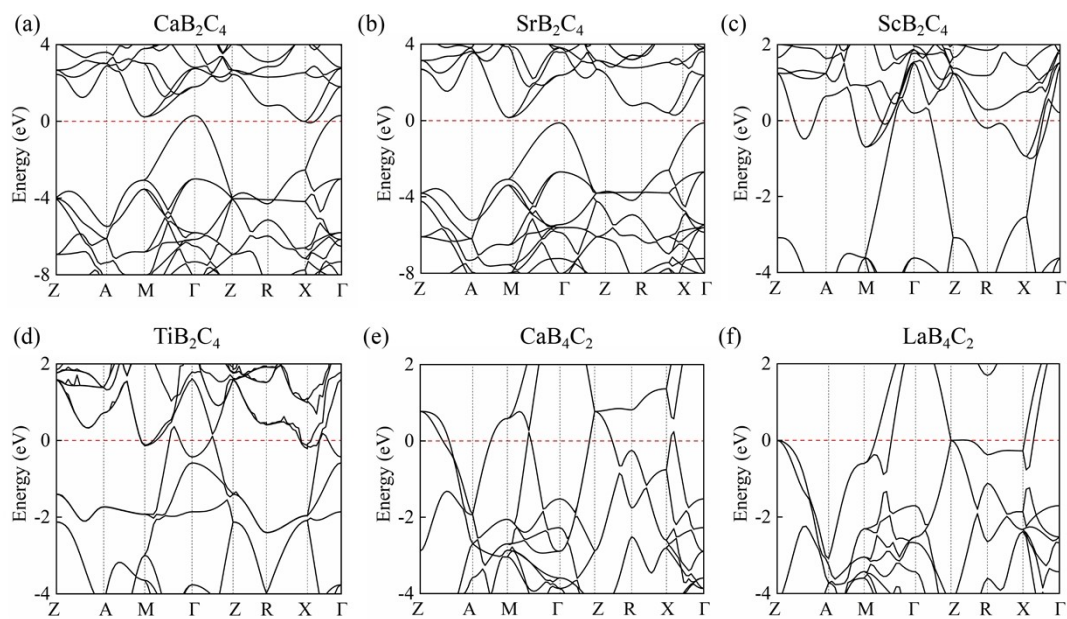 (a) CaB₂C₄
Energy (eV)
4
0
-4
-8
Z A M Γ Z R X Γ
(b) SrB₂C₄
Energy (eV)
4
0
-4
-8
Z A M Γ Z R X Γ
(c) ScB₂C₄
Energy (eV)
2
0
-2
-4
Z A M Γ Z R X Γ
(d) TiB₂C₄
Energy (eV)
2
0
-2
-4
Z A M Γ Z R X Γ
(e) CaB₄C₂
Energy (eV)
2
0
-2
-4
Z A M Γ Z R X Γ
(f) LaB₄C₂
Energy (eV)
2
0
-2
-4
Z A M Γ Z R X Γ